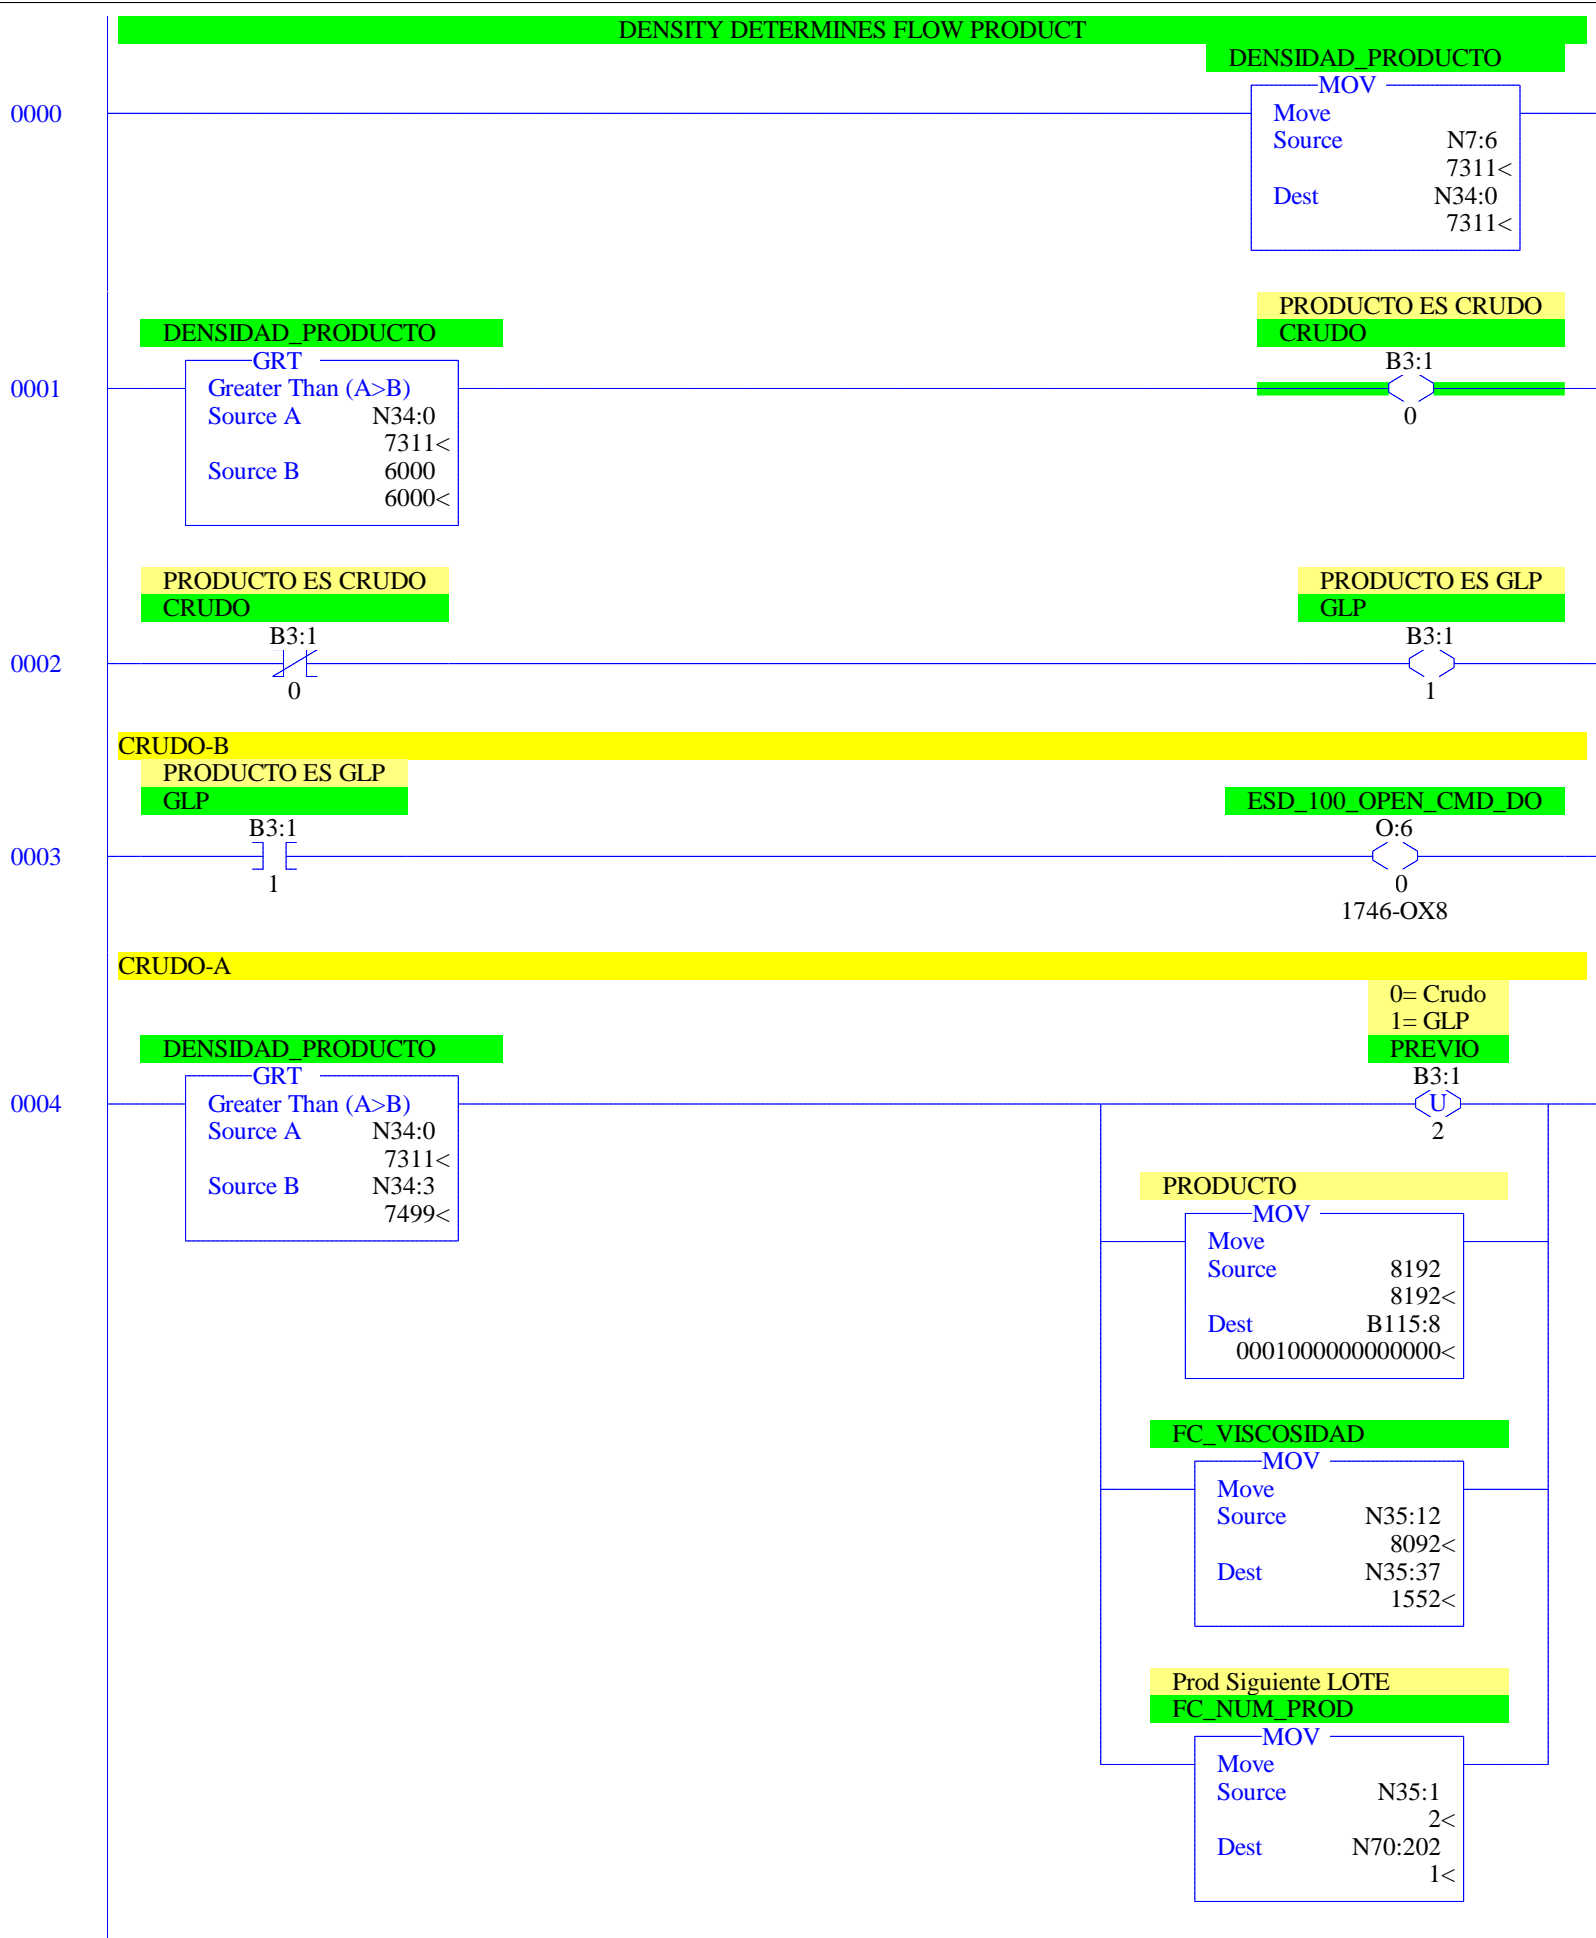 DENSITY DETERMINES FLOW PRODUCT
DENSIDAD_PRODUCTO
MOV
0000
Move
Source N7:6
7311<
Dest N34:0
7311<
PRODUCTO ES CRUDO
CRUDO
B3:1
0
DENSIDAD_PRODUCTO
GRT
0001
Greater Than (A>B)
Source A N34:0
7311<
Source B 6000
6000<
PRODUCTO ES CRUDO
CRUDO
B3:1
0
0002
PRODUCTO ES GLP
GLP
B3:1
1
CRUDO-B
PRODUCTO ES GLP
GLP
B3:1
1
0003
ESD_100_OPEN_CMD_DO
O:6
0
1746-OX8
CRUDO-A
0= Crudo
1= GLP
PREVIO
B3:1
U
2
DENSIDAD_PRODUCTO
GRT
0004
Greater Than (A>B)
Source A N34:0
7311<
Source B N34:3
7499<
PRODUCTO
MOV
Move
Source 8192
8192<
Dest B115:8
0001000000000000<
FC_VISCOSIDAD
MOV
Move
Source N35:12
8092<
Dest N35:37
1552<
Prod Siguiente LOTE
FC_NUM_PROD
MOV
Move
Source N35:1
2<
Dest N70:202
1<